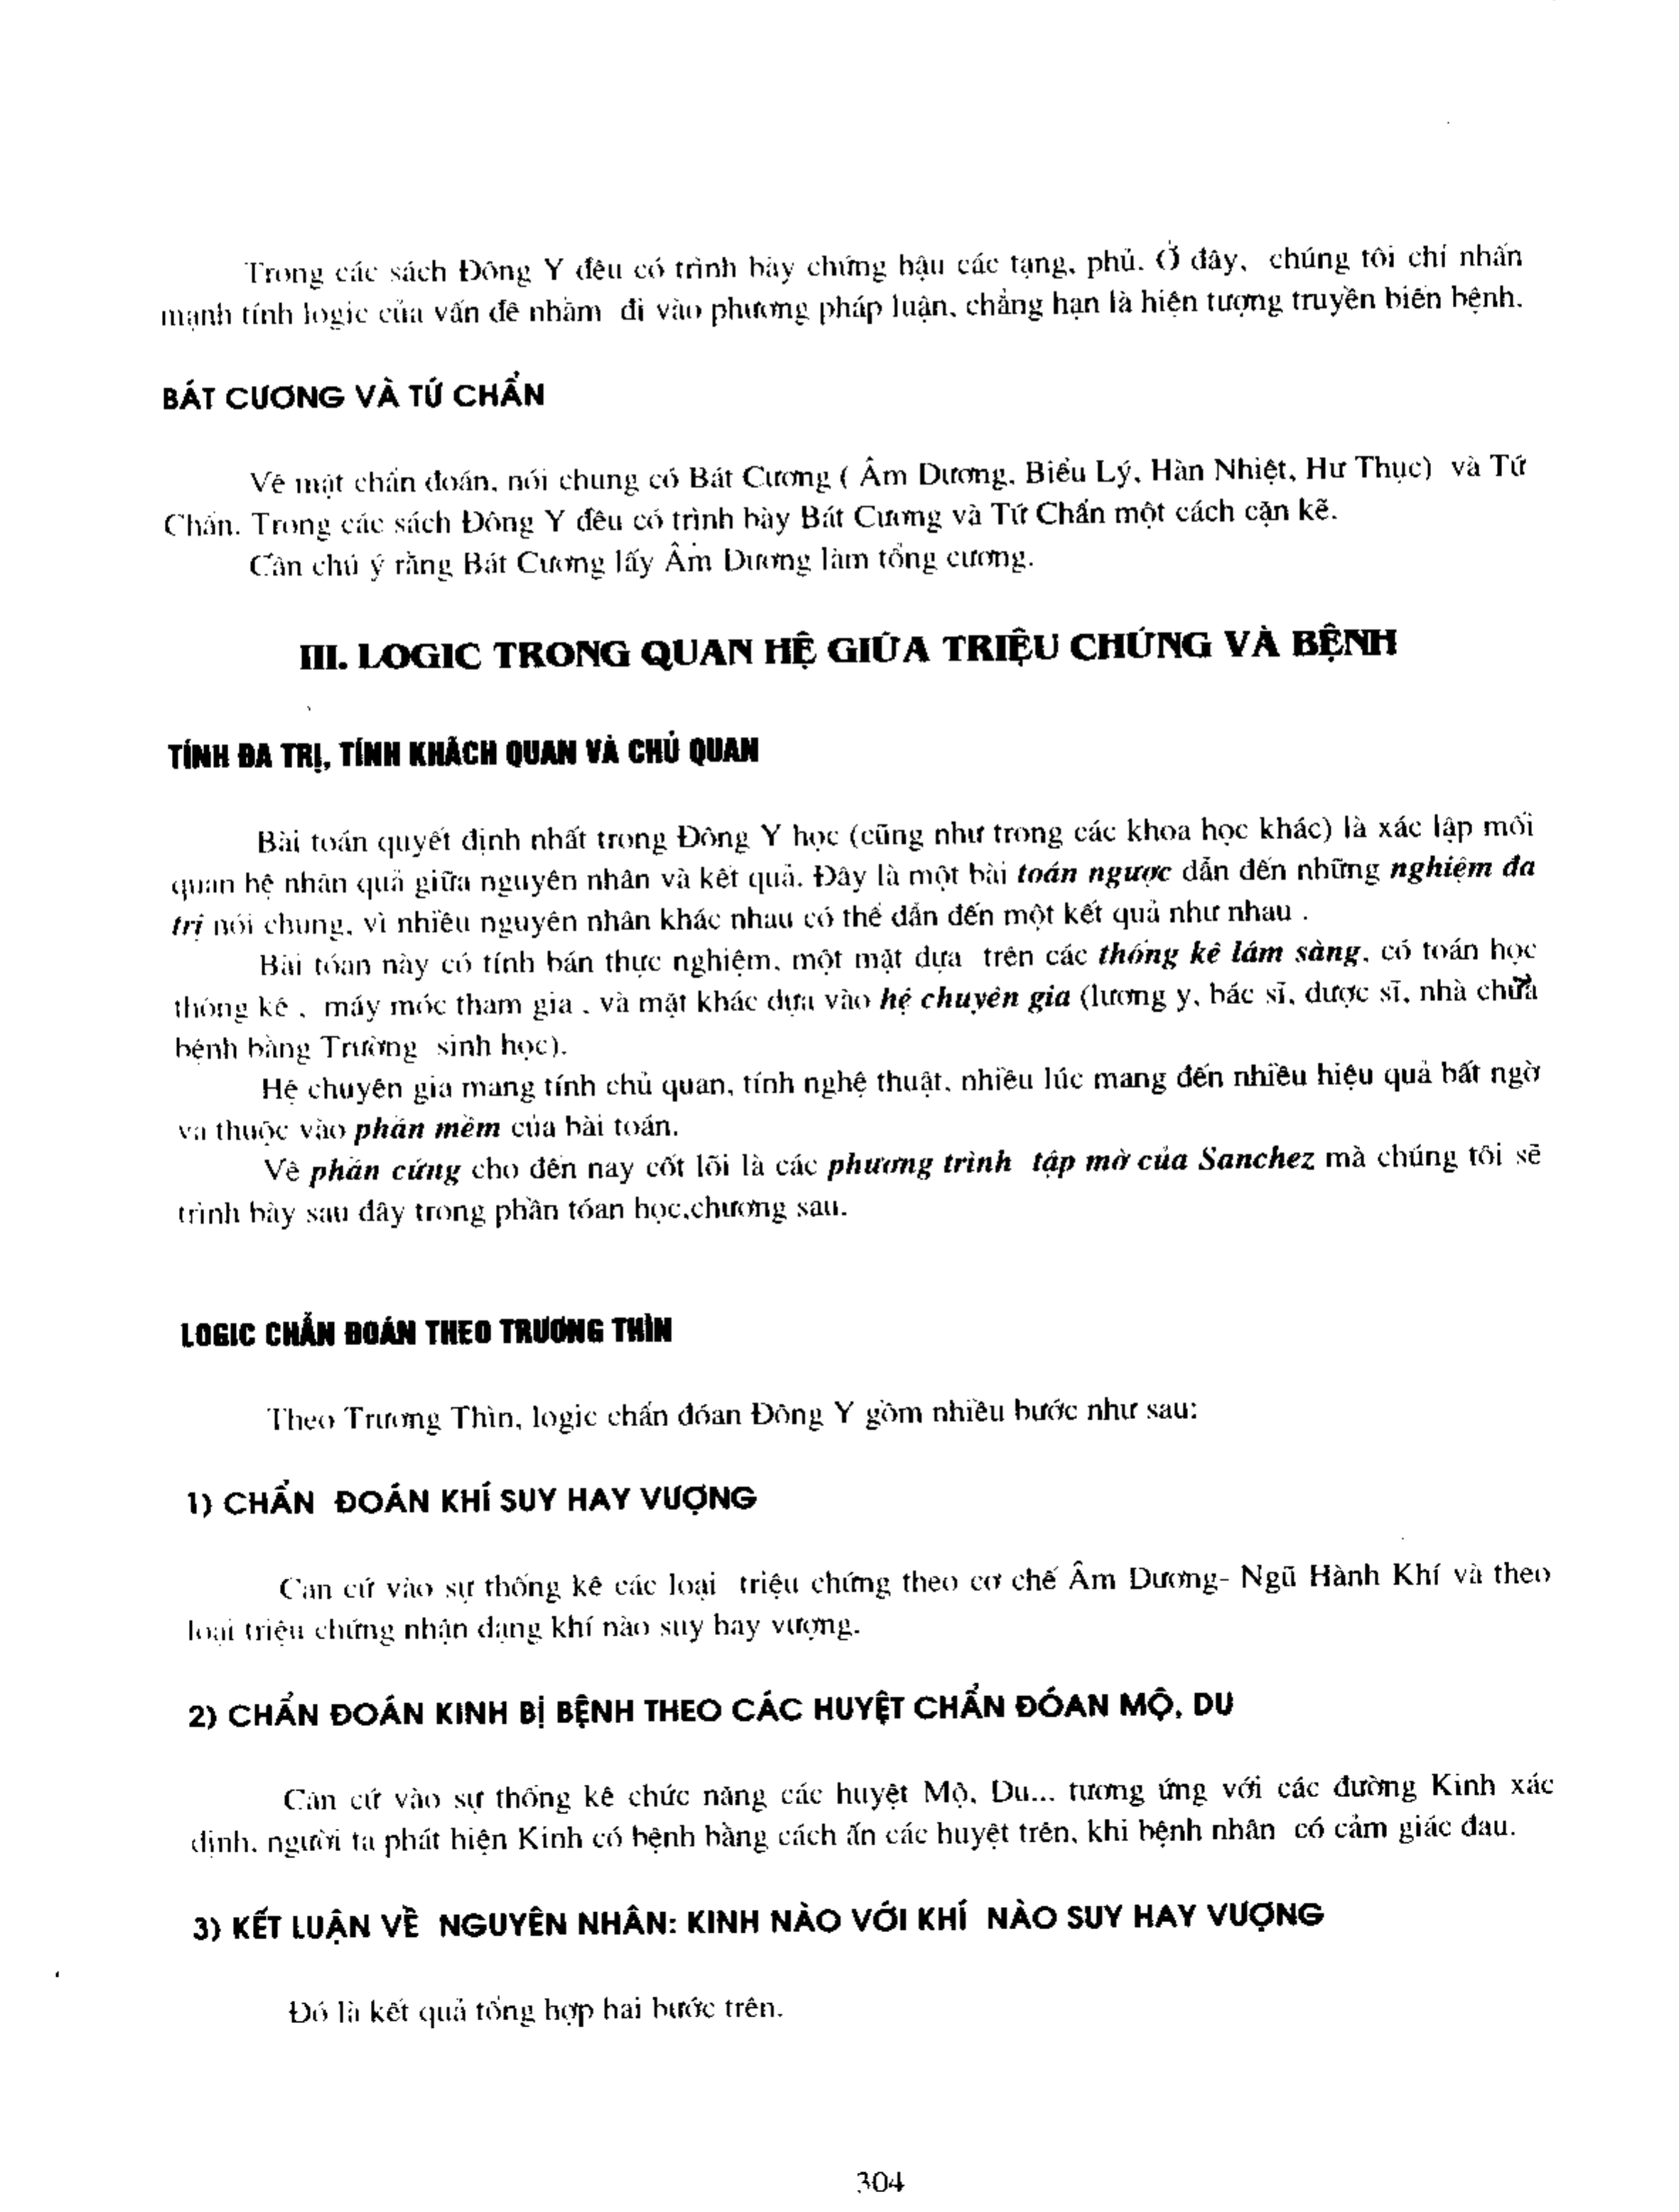 Trong các sách Đông Y đều có trình bày chứng hậu các tạng, phủ. Ở đây, chúng tôi chỉ nhấn
mạnh tính logic của vấn đề nhằm đi vào phương pháp luận, chẳng hạn là hiện tượng truyền biến bệnh.
BÁT CƯƠNG VÀ TỨ CHẨN
Về mặt chẩn đoán, nói chung có Bát Cương ( Âm Dương, Biểu Lý, Hàn Nhiệt, Hư Thực) và Tứ
Chẩn. Trong các sách Đông Y đều có trình bày Bát Cương và Tứ Chẩn một cách cặn kẽ.
Cần chú ý rằng Bát Cương lấy Âm Dương làm tổng cương.
III. LOGIC TRONG QUAN HỆ GIỮA TRIỆU CHỨNG VÀ BỆNH
TÍNH ĐA TRỊ, TÍNH KHÁCH QUAN VÀ CHỦ QUAN
Bài toán quyết định nhất trong Đông Y học (cũng như trong các khoa học khác) là xác lập mối
quan hệ nhân quả giữa nguyên nhân và kết quả. Đây là một bài toán ngược dẫn đến những nghiệm đa
trị nói chung, vì nhiều nguyên nhân khác nhau có thể dẫn đến một kết quả như nhau .
Bài tóan này có tính bán thực nghiệm, một mặt dựa trên các thống kê lâm sàng, có toán học
thống kê , máy móc tham gia , và mặt khác dựa vào hệ chuyên gia (lương y, bác sĩ, dược sĩ, nhà chữa
bệnh bằng Trường sinh học).
Hệ chuyên gia mang tính chủ quan, tính nghệ thuật, nhiều lúc mang đến nhiều hiệu quả bất ngờ
và thuộc vào phần mềm của bài toán.
Về phần cứng cho đến nay cốt lõi là các phương trình tập mờ của Sanchez mà chúng tôi sẽ
trình bày sau đây trong phần tóan học,chương sau.
LOGIC CHẨN ĐOÁN THEO TRƯƠNG THÌN
Theo Trương Thìn, logic chẩn đóan Đông Y gồm nhiều bước như sau:
1) CHẨN ĐOÁN KHÍ SUY HAY VƯỢNG
Căn cứ vào sự thống kê các loại triệu chứng theo cơ chế Âm Dương- Ngũ Hành Khí và theo
loại triệu chứng nhận dạng khí nào suy hay vượng.
2) CHẨN ĐOÁN KINH BỊ BỆNH THEO CÁC HUYỆT CHẨN ĐÓAN MỘ, DU
Căn cứ vào sự thống kê chức năng các huyệt Mộ, Du... tương ứng với các đường Kinh xác
định, người ta phát hiện Kinh có bệnh bằng cách ấn các huyệt trên, khi bệnh nhân có cảm giác đau.
3) KẾT LUẬN VỀ NGUYÊN NHÂN: KINH NÀO VỚI KHÍ NÀO SUY HAY VƯỢNG
Đó là kết quả tổng hợp hai bước trên.
304